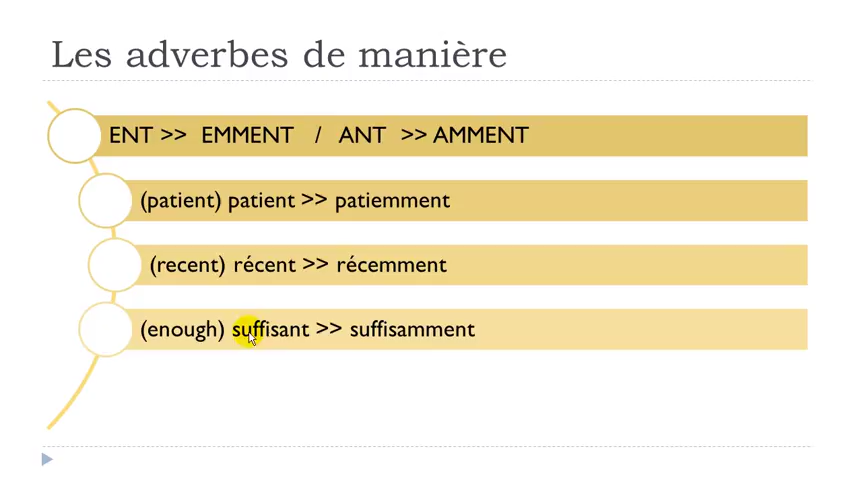 Les adverbes de manière
ENT >> EMMENT / ANT >> AMMENT
(patient) patient >> patiemment
(recent) récent >> récemment
(enough) suffisant >> suffisamment